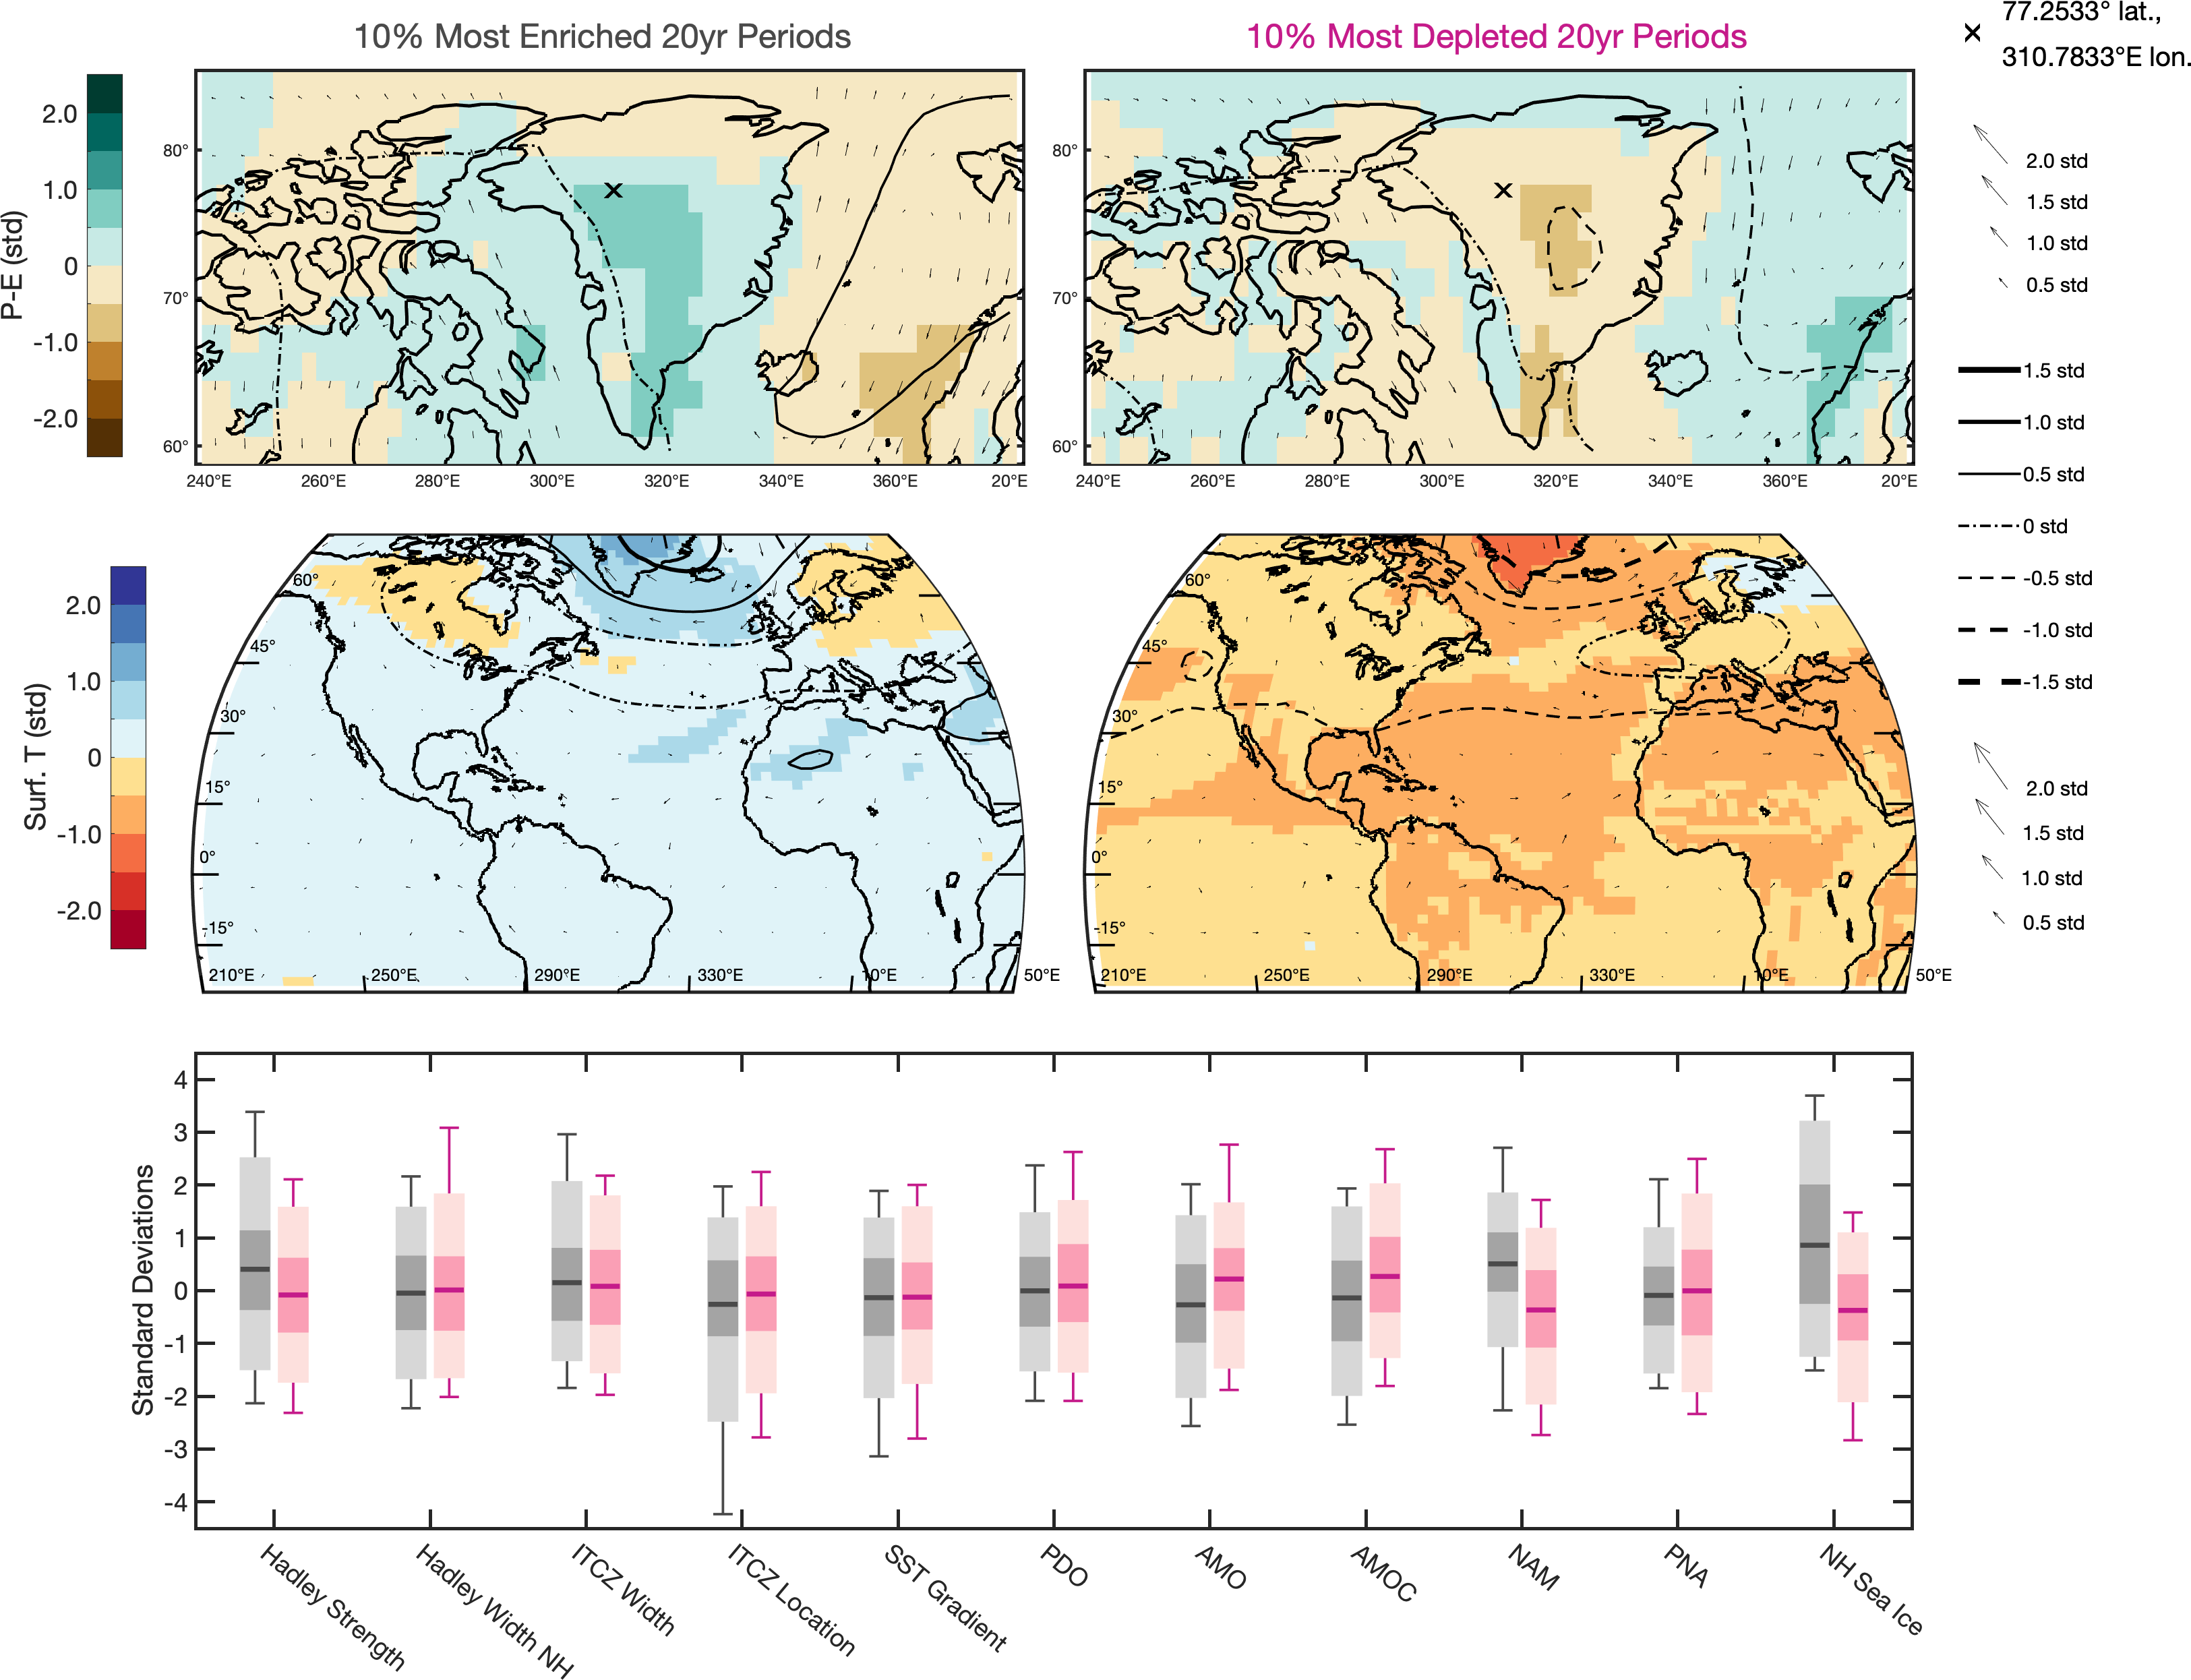 10% Most Enriched 20yr Periods
10% Most Depleted 20yr Periods
77.2533° lat.,
310.7833°E lon.
P-E (std)
2.0
1.0
0
-1.0
-2.0
80°
70°
60°
240°E 260°E 280°E 300°E 320°E 340°E 360°E 20°E
80°
70°
60°
240°E 260°E 280°E 300°E 320°E 340°E 360°E 20°E
2.0 std
1.5 std
1.0 std
0.5 std
1.5 std
1.0 std
0.5 std
0 std
-0.5 std
-1.0 std
-1.5 std
Surf. T (std)
2.0
1.0
0
-1.0
-2.0
60°
45°
30°
15°
0°
-15°
210°E 250°E 290°E 330°E 10°E 50°E
60°
45°
30°
15°
0°
-15°
210°E 250°E 290°E 330°E 10°E 50°E
2.0 std
1.5 std
1.0 std
0.5 std
Standard Deviations
4
3
2
1
0
-1
-2
-3
-4
Hadley Strength
Hadley Width NH
ITCZ Width
ITCZ Location
SST Gradient
PDO
AMO
AMOC
NAM
PNA
NH Sea Ice